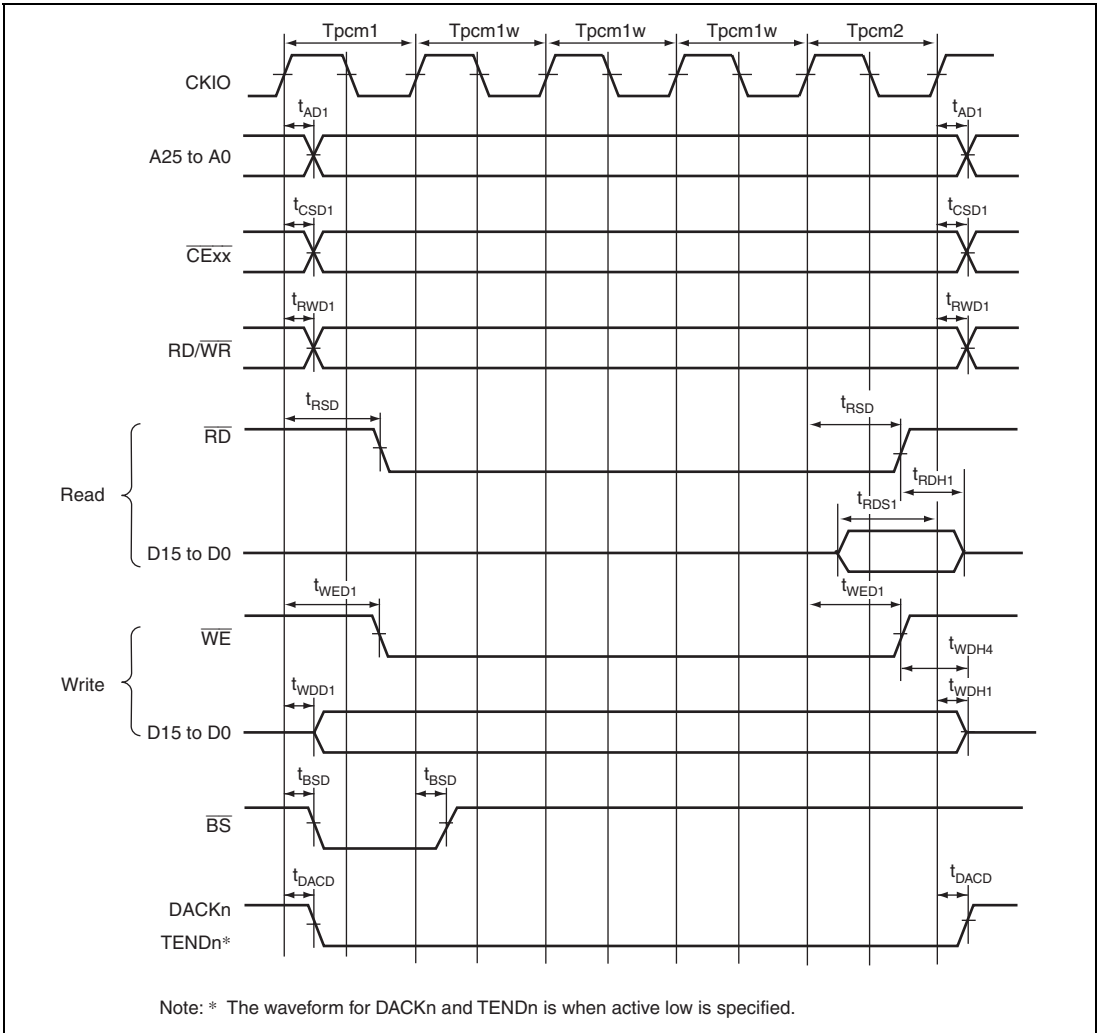 Tpcm1 Tpcm1w Tpcm1w Tpcm1w Tpcm2
CKIO
tAD1 tAD1
A25 to A0
tCSD1 tCSD1
CExx
tRWD1 tRWD1
RD/WR
tRSD tRSD
RD
tRDH1
Read
tRDS1
D15 to D0
tWED1 tWED1
WE
tWDH4
Write
tWDD1 tWDH1
D15 to D0
tBSD tBSD
BS
tDACD tDACD
DACKn
TENDn*
Note: * The waveform for DACKn and TENDn is when active low is specified.